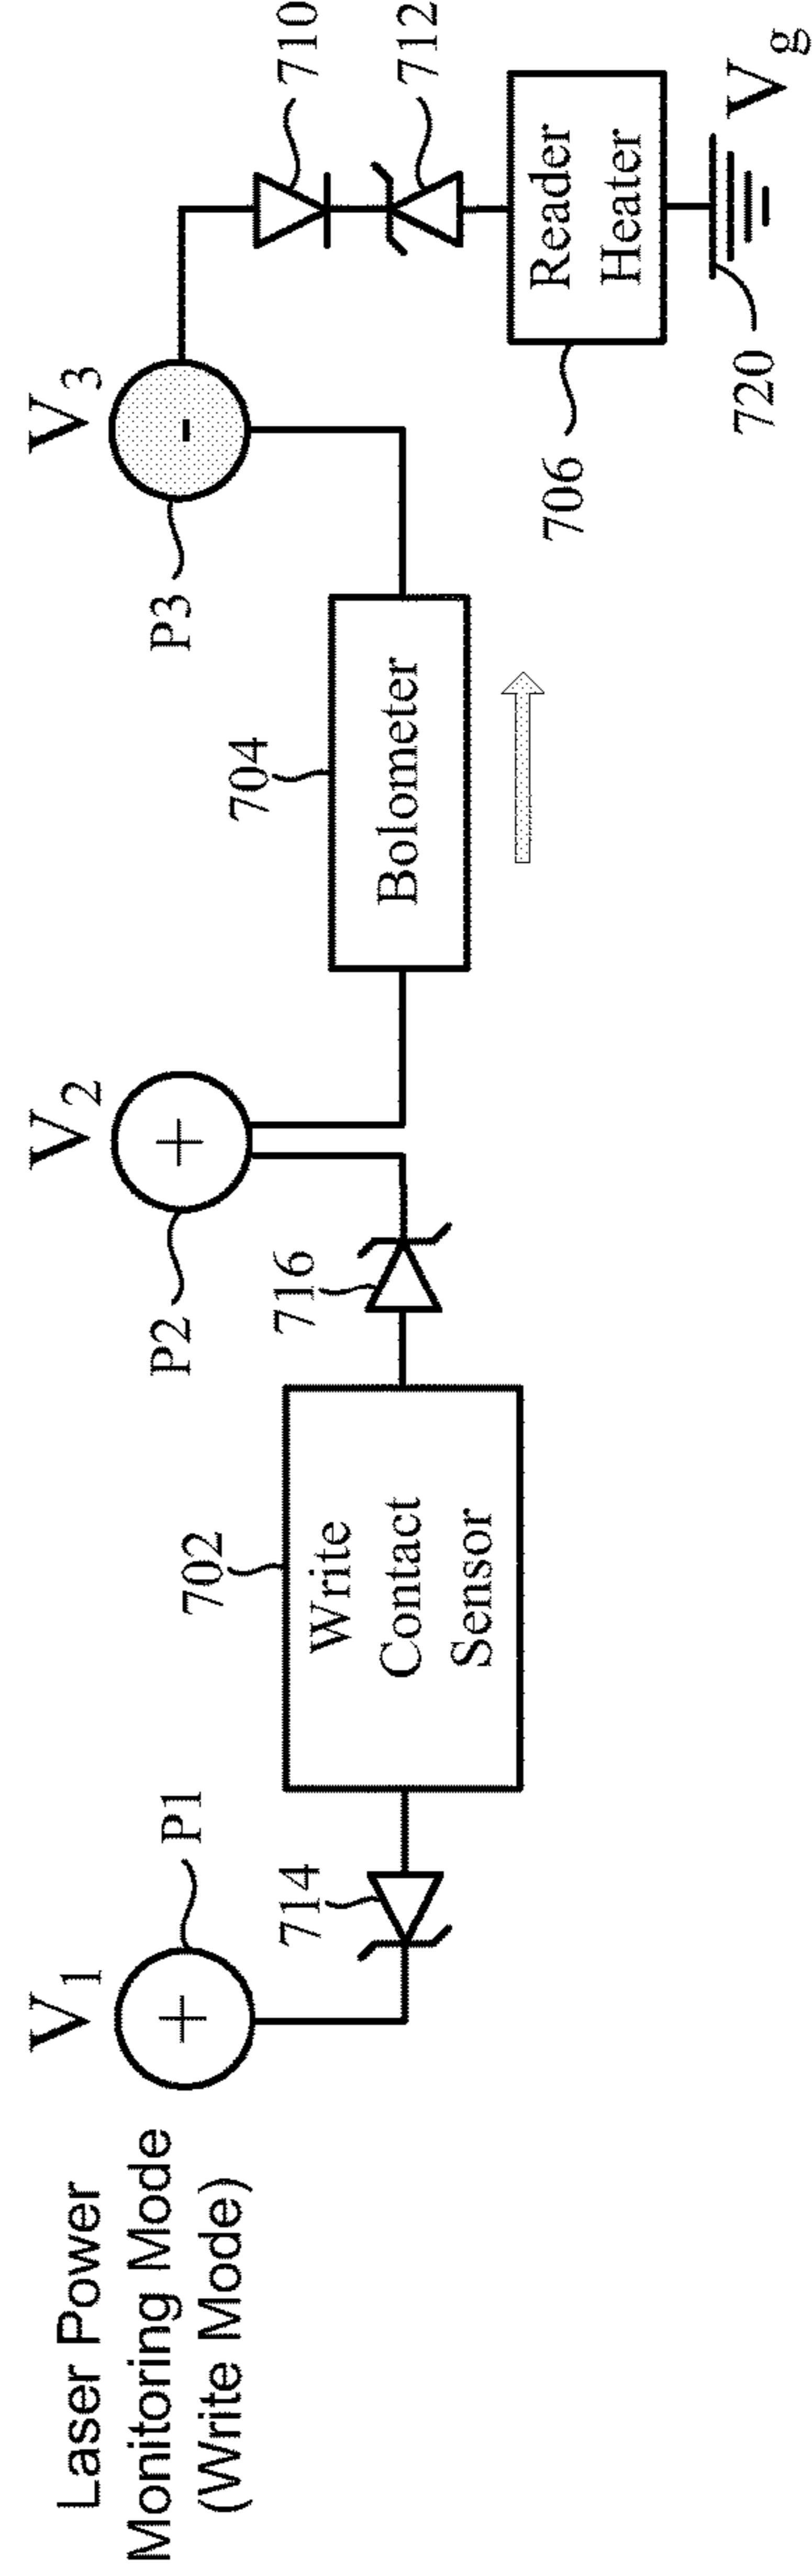 Laser Power
Monitoring Mode
(Write Mode)
V1
+
P1
714
702
Write
Contact
Sensor
716
V2
+
P2
704
Bolometer
V3
-
P3
710
712
Reader
Heater
706
720
Vg